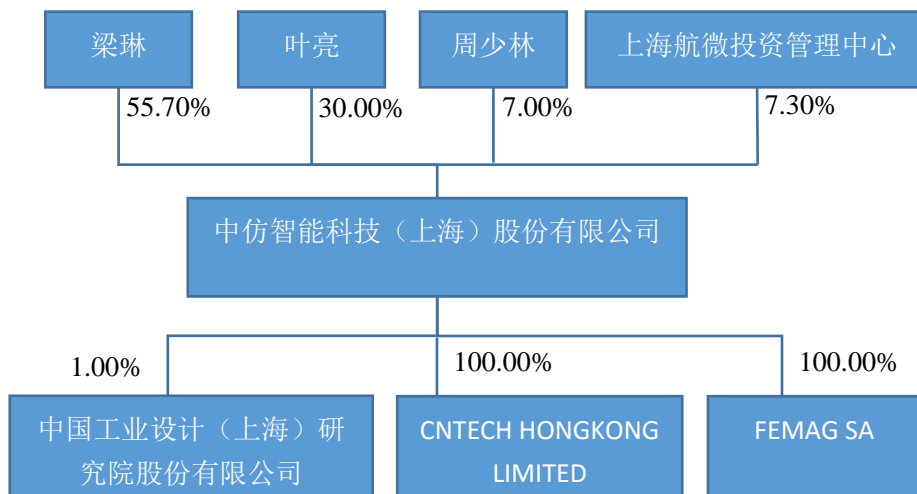 梁琳
叶亮
周少林
上海航微投资管理中心
55.70%
30.00%
7.00%
7.30%
中仿智能科技（上海）股份有限公司
1.00%
100.00%
100.00%
中国工业设计（上海）研
究院股份有限公司
CNTECH HONGKONG
LIMITED
FEMAG SA